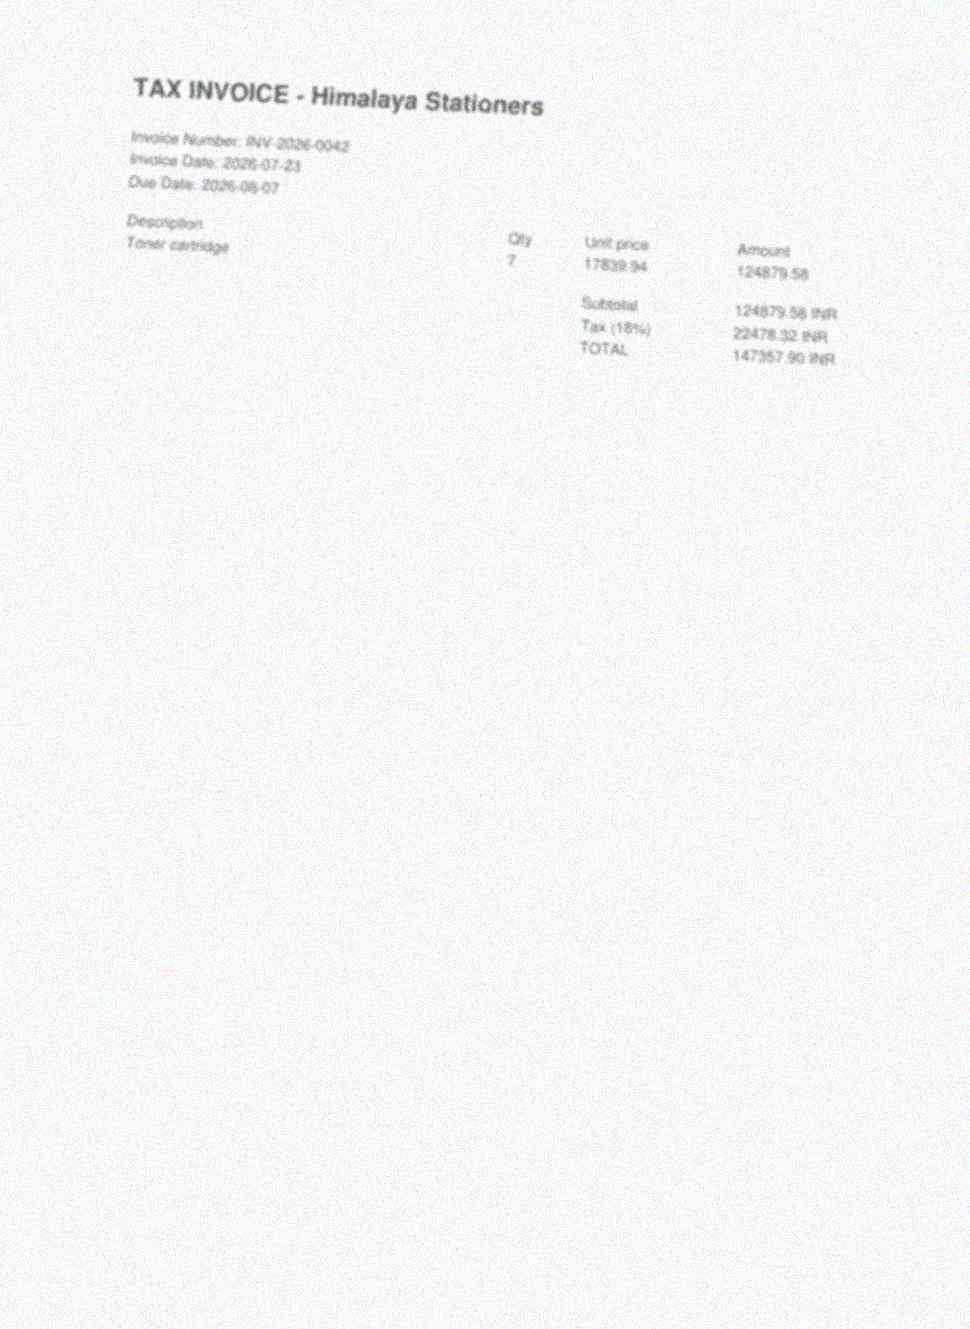 TAX INVOICE - Himalaya Stationers
Invoice Number: INV-2026-0042
Invoice Date: 2026-07-23
Due Date: 2026-08-07
Description Qty Unit price Amount
Toner cartridge 7 17839.94 124879.58
Subtotal 124879.58 INR
Tax (18%) 22478.32 INR
TOTAL 147357.90 INR